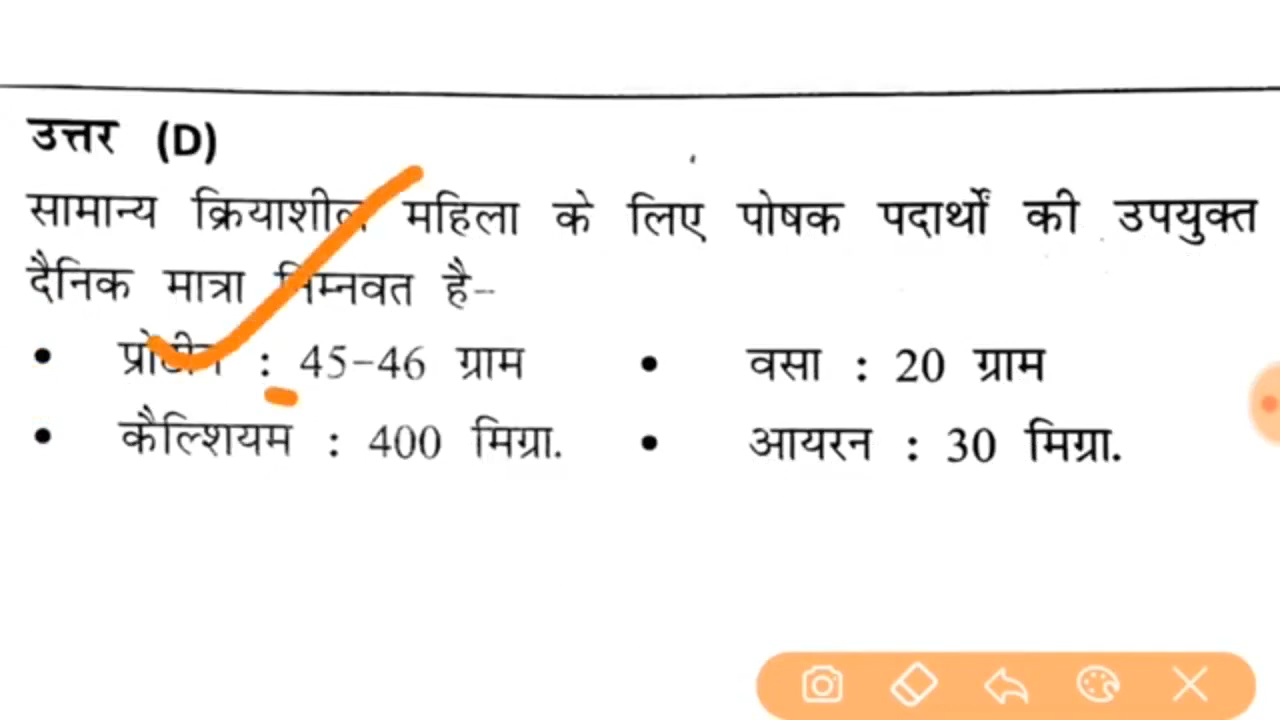 उत्तर (D)
सामान्य क्रियाशील महिला के लिए पोषक पदार्थों की उपयुक्त
दैनिक मात्रा निम्नवत है–
• प्रोटीन : 45–46 ग्राम • वसा : 20 ग्राम
• कैल्शियम : 400 मिग्रा. • आयरन : 30 मिग्रा.